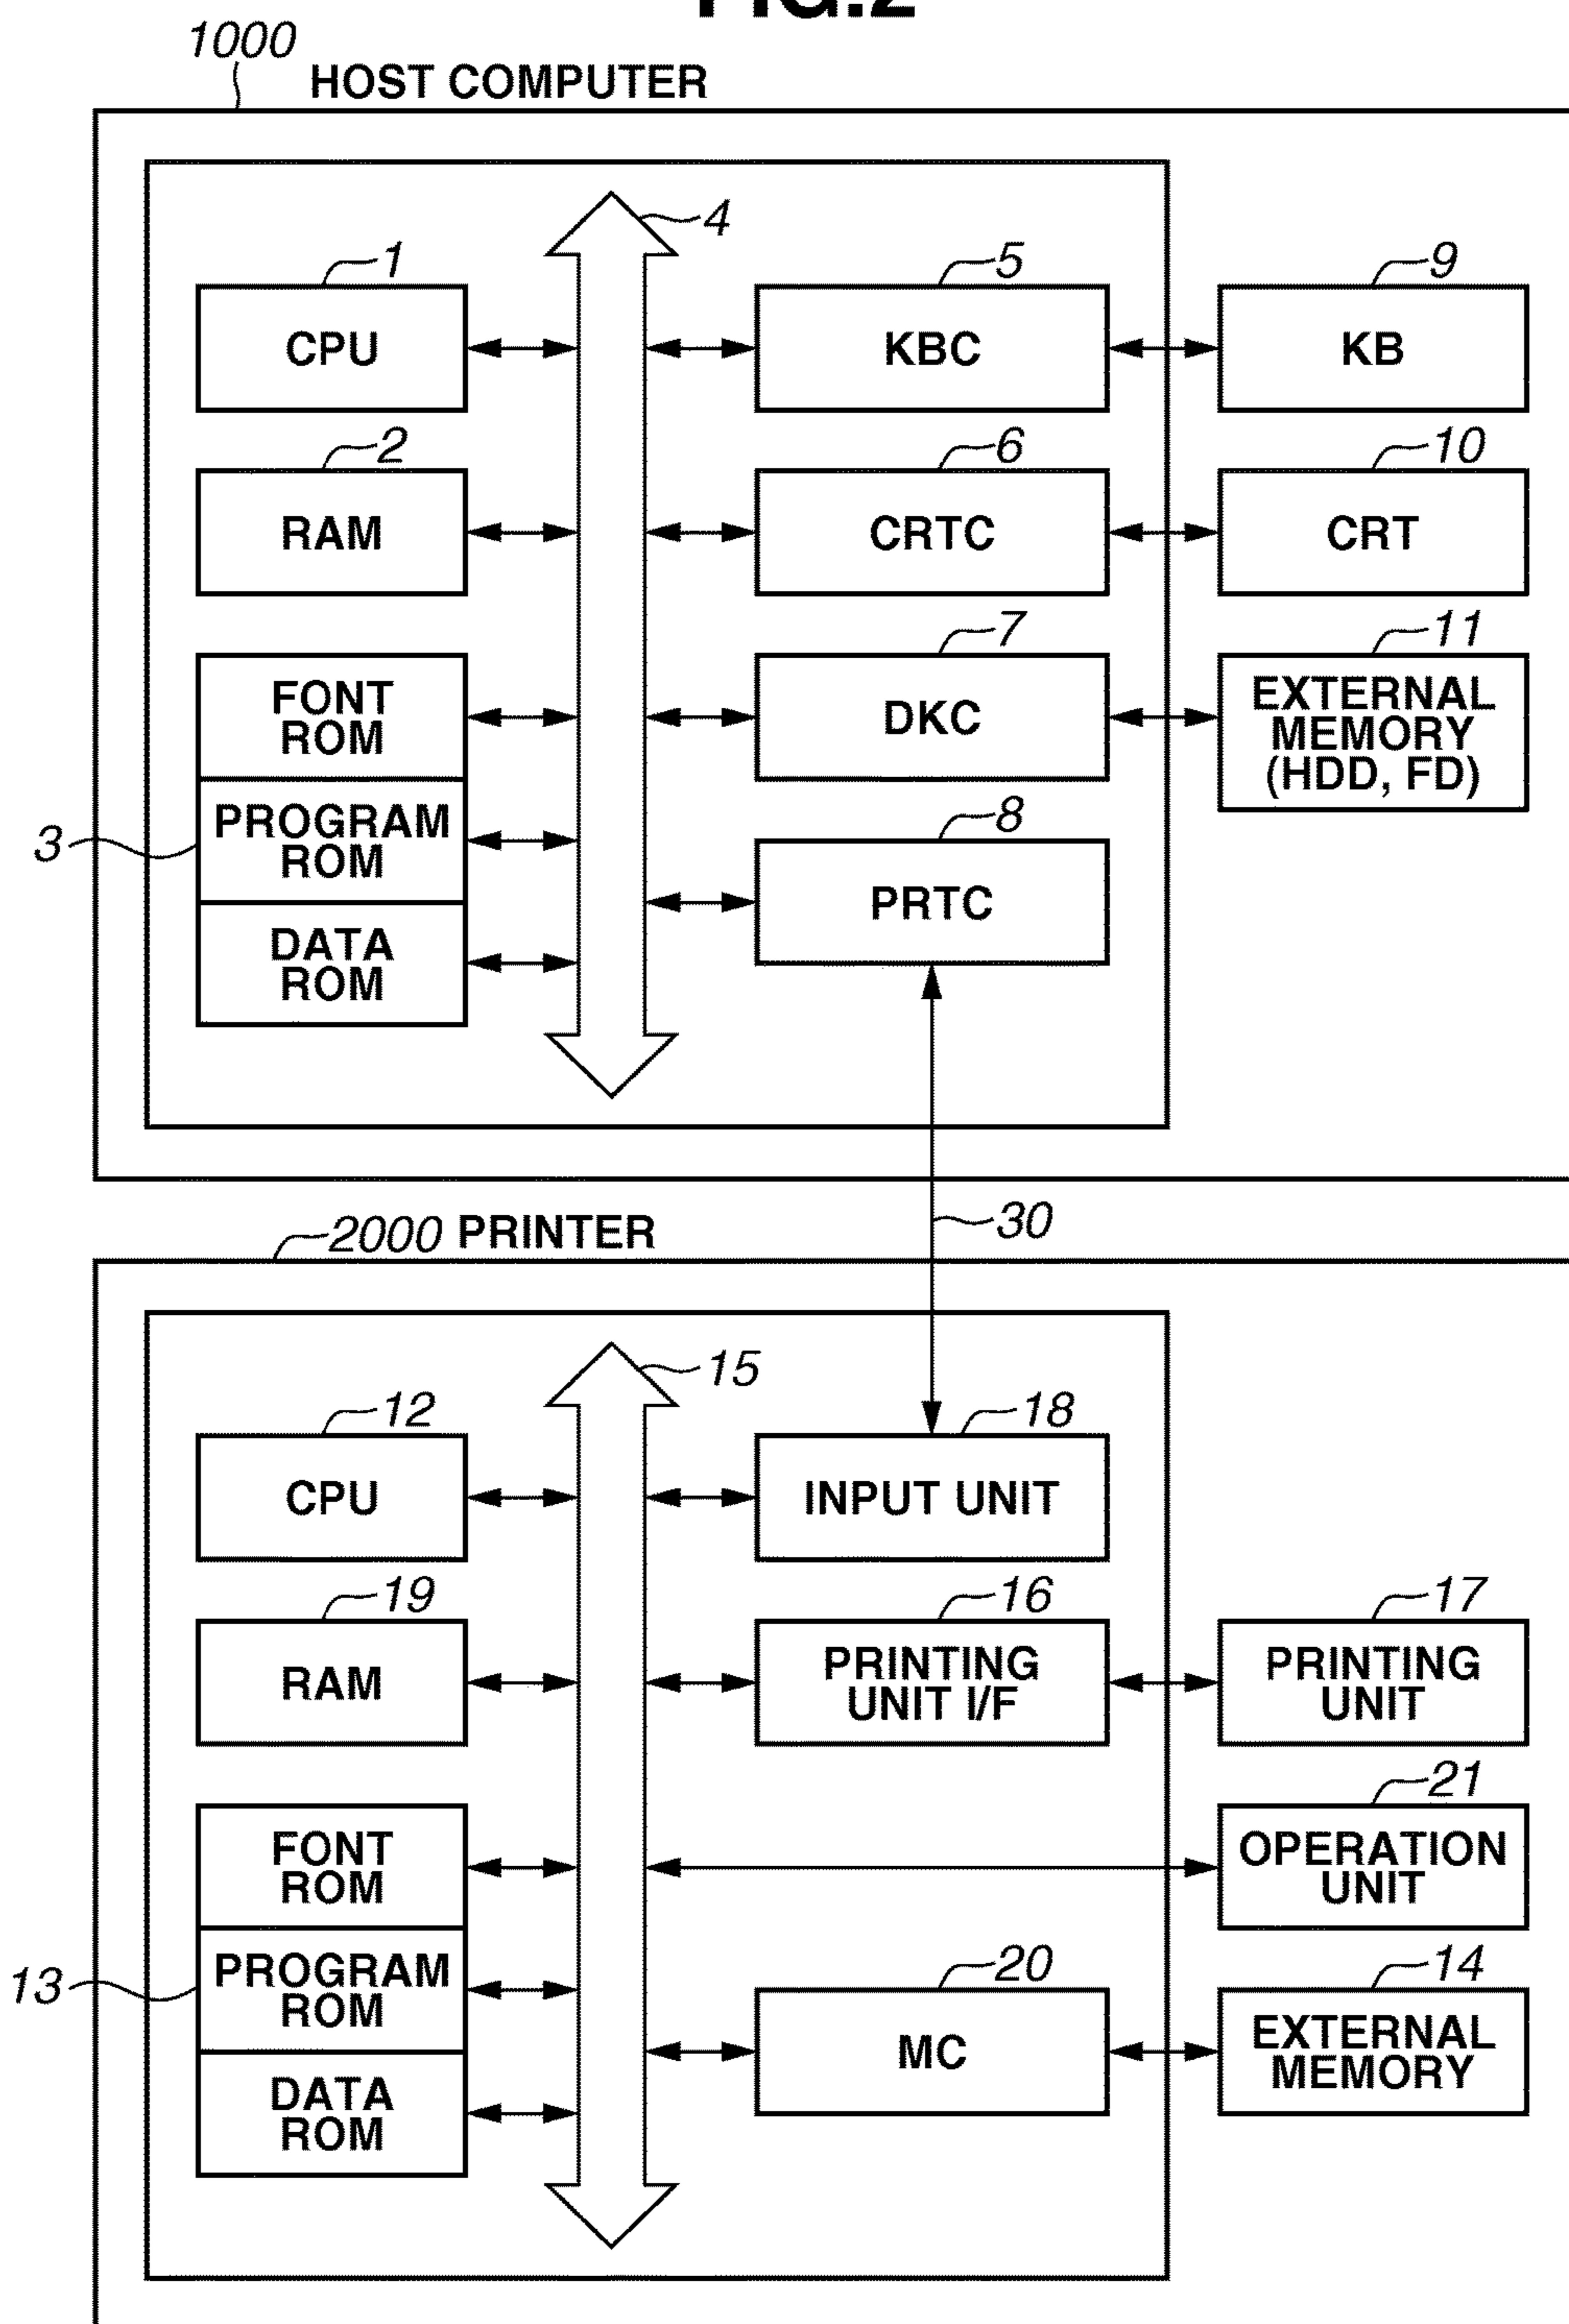 FIG.2
1000
HOST COMPUTER
4
1
5
9
CPU
KBC
KB
2
6
10
RAM
CRTC
CRT
7
11
FONT
ROM
DKC
EXTERNAL
MEMORY
(HDD, FD)
3
PROGRAM
ROM
8
PRTC
DATA
ROM
30
2000 PRINTER
15
12
18
CPU
INPUT UNIT
19
16
17
RAM
PRINTING
UNIT I/F
PRINTING
UNIT
21
FONT
ROM
OPERATION
UNIT
13
PROGRAM
ROM
20
14
MC
EXTERNAL
MEMORY
DATA
ROM